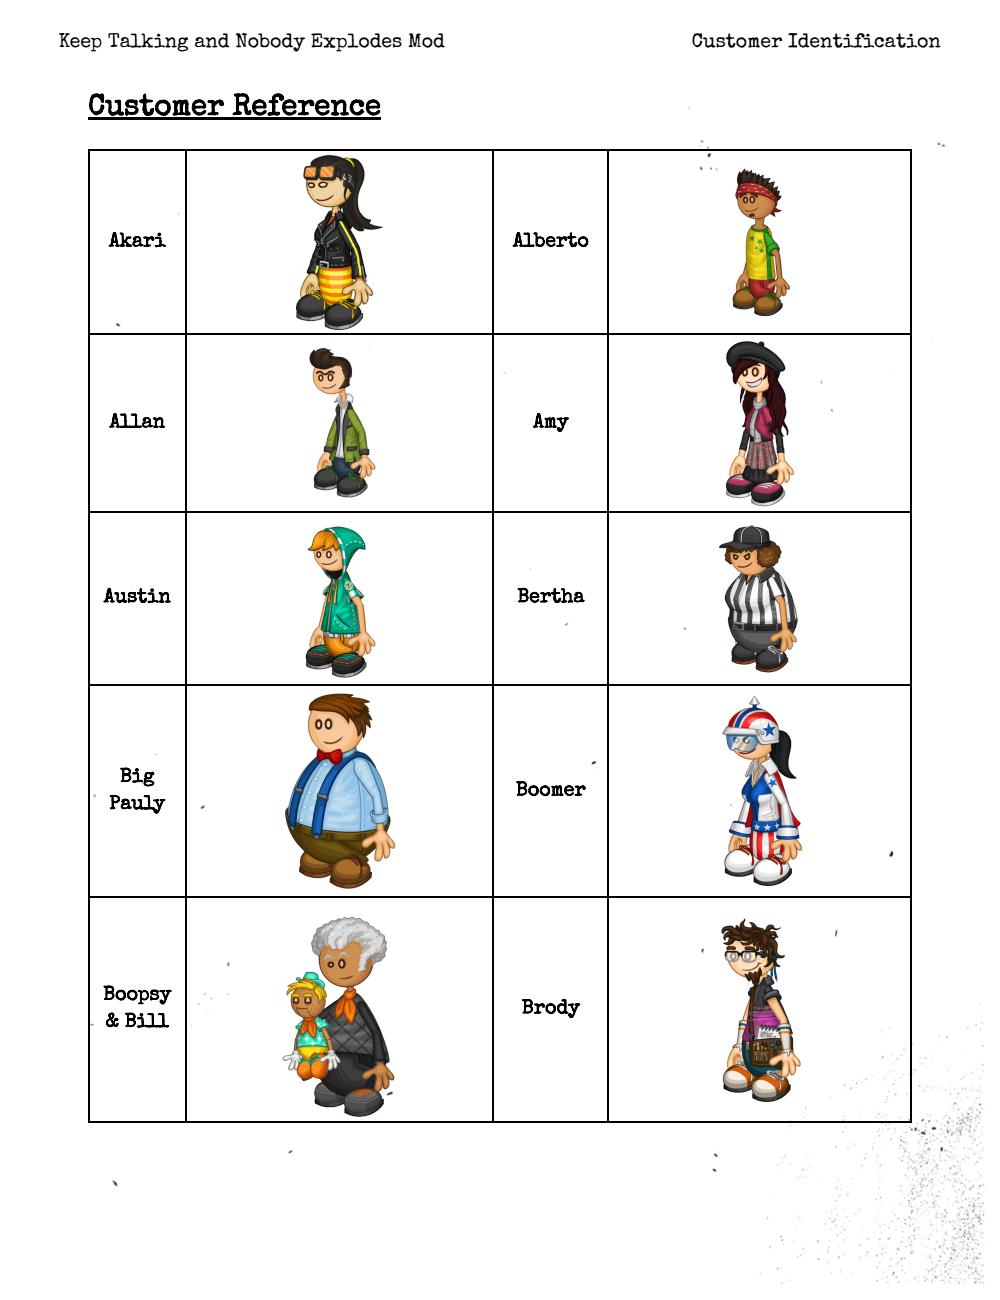 Keep Talking and Nobody Explodes Mod
Customer Identification
Customer Reference
Akari
Alberto
Allan
Amy
Austin
Bertha
Big
Pauly
Boomer
Boopsy
& Bill
Brody